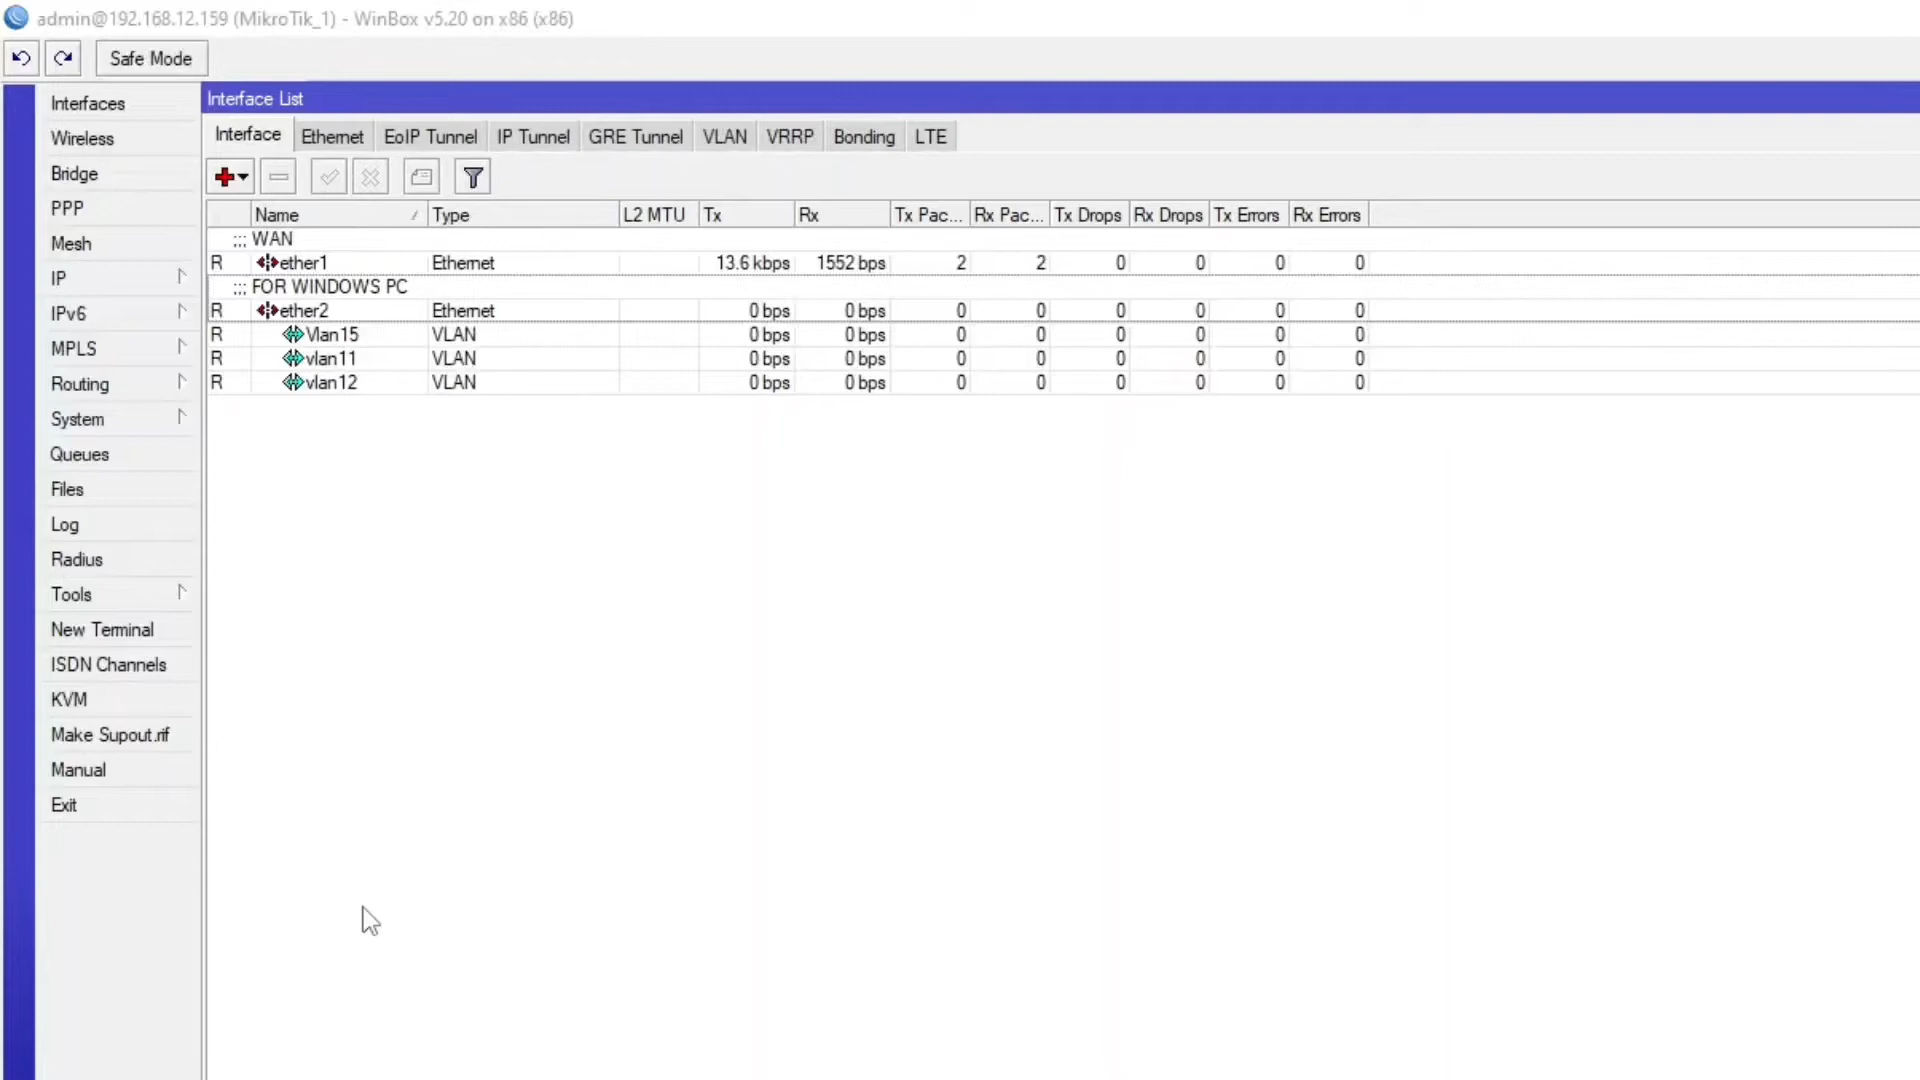 admin@192.168.12.159 (MikroTik_1) - WinBox v5.20 on x86 (x86)
Safe Mode
Interfaces
Wireless
Bridge
PPP
Mesh
IP
IPv6
MPLS
Routing
System
Queues
Files
Log
Radius
Tools
New Terminal
ISDN Channels
KVM
Make Supout.rif
Manual
Exit
Interface List
Interface Ethernet EoIP Tunnel IP Tunnel GRE Tunnel VLAN VRRP Bonding LTE
Name Type L2 MTU Tx Rx Tx Pac... Rx Pac... Tx Drops Rx Drops Tx Errors Rx Errors
;;; WAN
R ether1 Ethernet 13.6 kbps 1552 bps 2 2 0 0 0 0
;;; FOR WINDOWS PC
R ether2 Ethernet 0 bps 0 bps 0 0 0 0 0 0
R Vlan15 VLAN 0 bps 0 bps 0 0 0 0 0 0
R vlan11 VLAN 0 bps 0 bps 0 0 0 0 0 0
R vlan12 VLAN 0 bps 0 bps 0 0 0 0 0 0